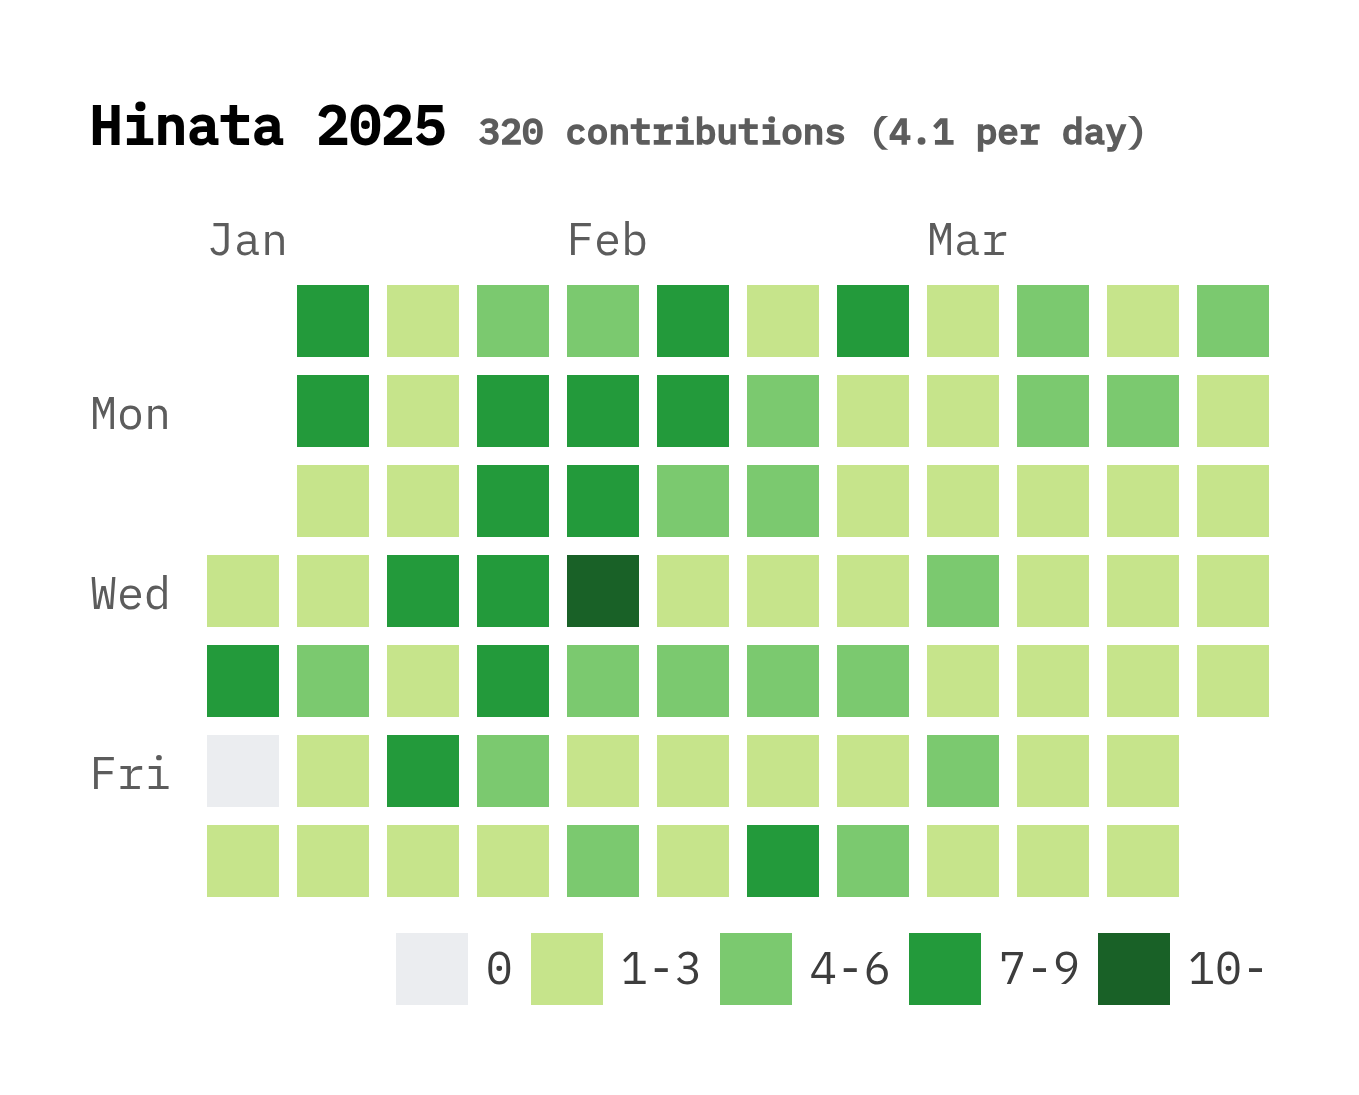 Hinata 2025 320 contributions (4.1 per day)
Jan Feb Mar
Mon
Wed
Fri
0 1-3 4-6 7-9 10-